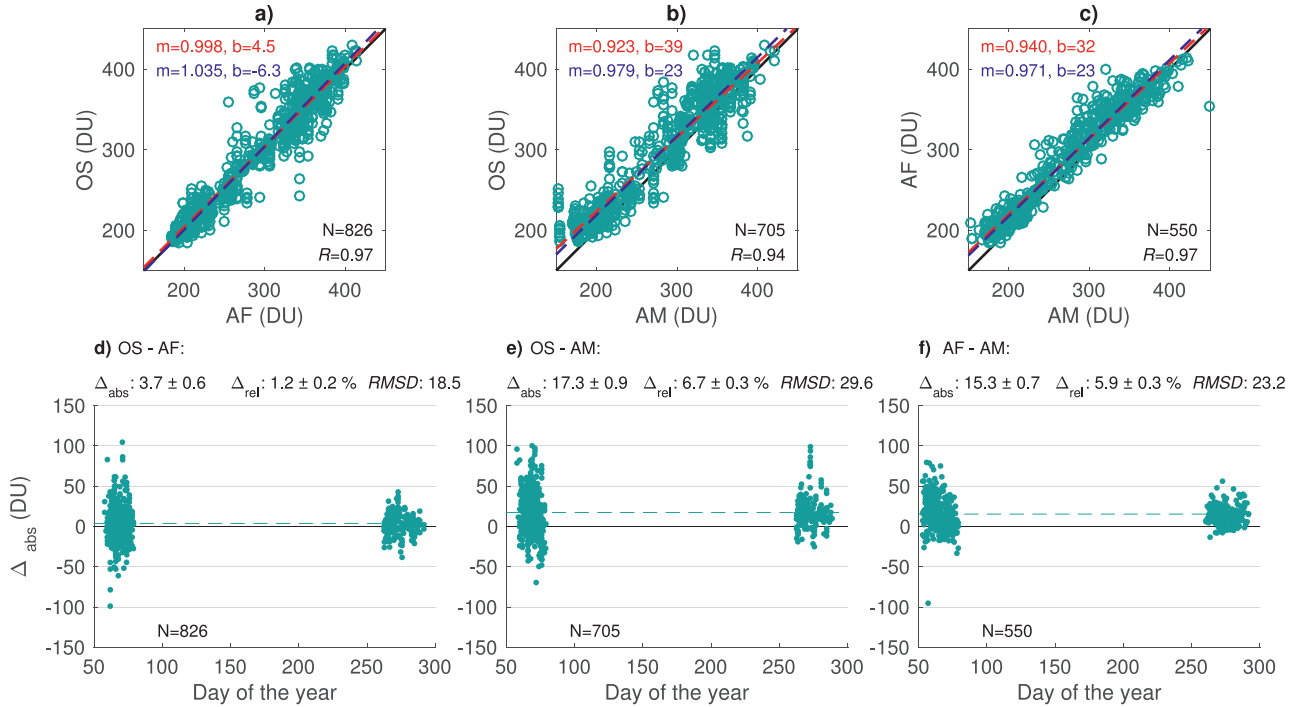 a)
m=0.998, b=4.5
m=1.035, b=-6.3
400
300
200
OS (DU)
N=826
R=0.97
200 300 400
AF (DU)
b)
m=0.923, b=39
m=0.979, b=23
400
300
200
OS (DU)
N=705
R=0.94
200 300 400
AM (DU)
c)
m=0.940, b=32
m=0.971, b=23
400
300
200
AF (DU)
N=550
R=0.97
200 300 400
AM (DU)
d) OS - AF:
Δabs: 3.7 ± 0.6 Δrel: 1.2 ± 0.2 % RMSD: 18.5
150
100
50
0
-50
-100
-150
Δ abs (DU)
N=826
50 100 150 200 250 300
Day of the year
e) OS - AM:
Δabs: 17.3 ± 0.9 Δrel: 6.7 ± 0.3 % RMSD: 29.6
150
100
50
0
-50
-100
-150
N=705
50 100 150 200 250 300
Day of the year
f) AF - AM:
Δabs: 15.3 ± 0.7 Δrel: 5.9 ± 0.3 % RMSD: 23.2
150
100
50
0
-50
-100
-150
N=550
50 100 150 200 250 300
Day of the year